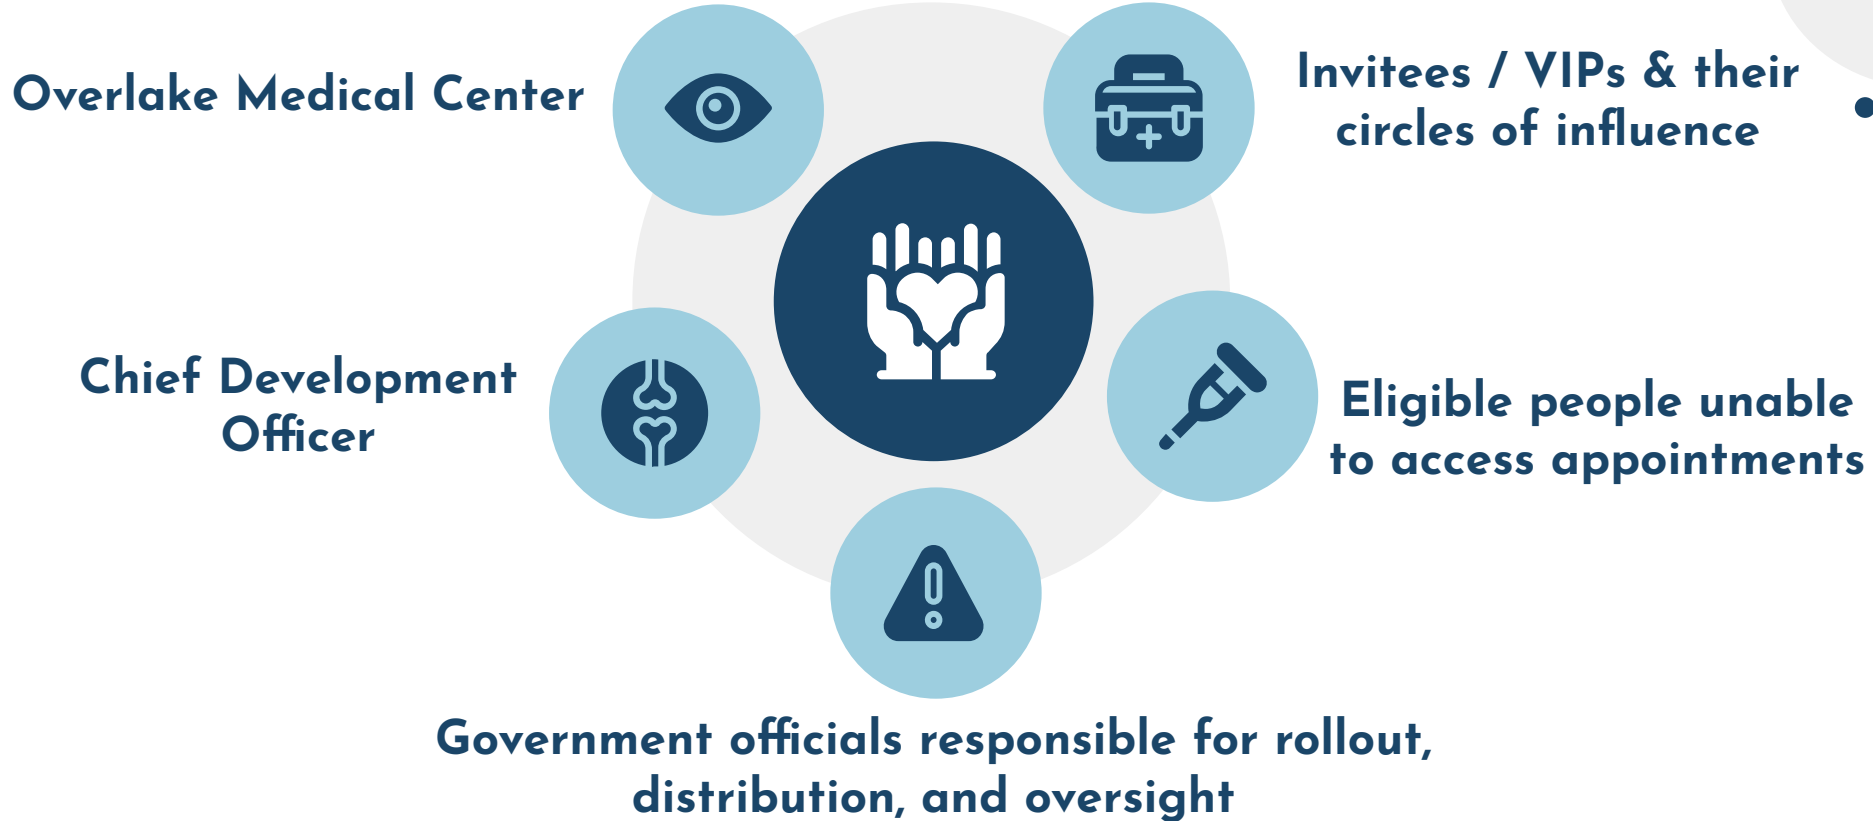 Overlake Medical Center
Invitees / VIPs & their
circles of influence
Chief Development
Officer
Eligible people unable
to access appointments
Government officials responsible for rollout,
distribution, and oversight